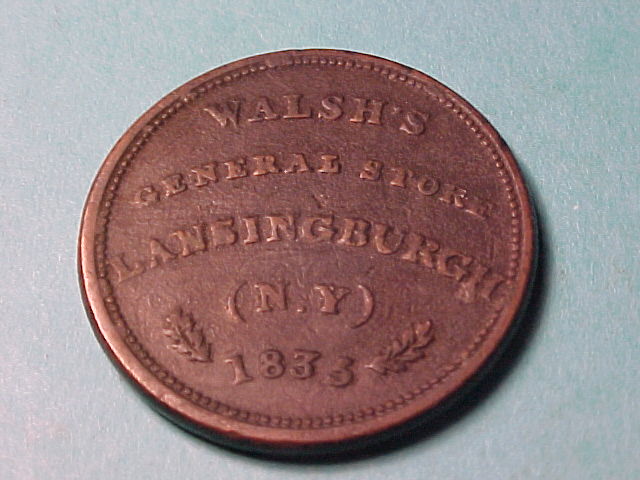 WALSH'S
GENERAL STORE
LANSINGBURGH,
(N.Y)
1835